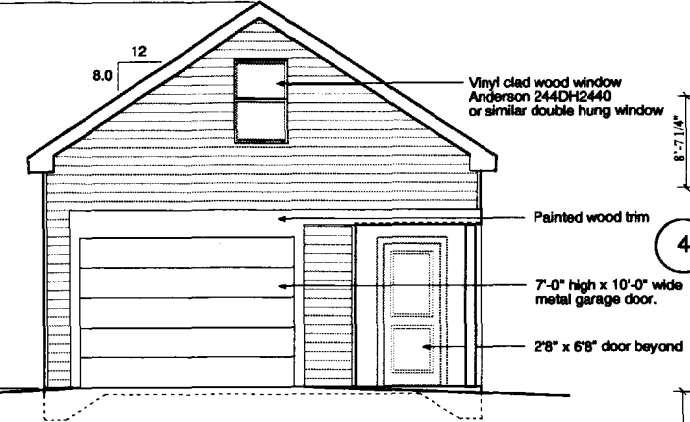 12
8.0
Vinyl clad wood window
Anderson 244DH2440
or similar double hung window
8'-7 1/4"
Painted wood trim
4
7'-0" high x 10'-0" wide
metal garage door.
2'8" x 6'8" door beyond